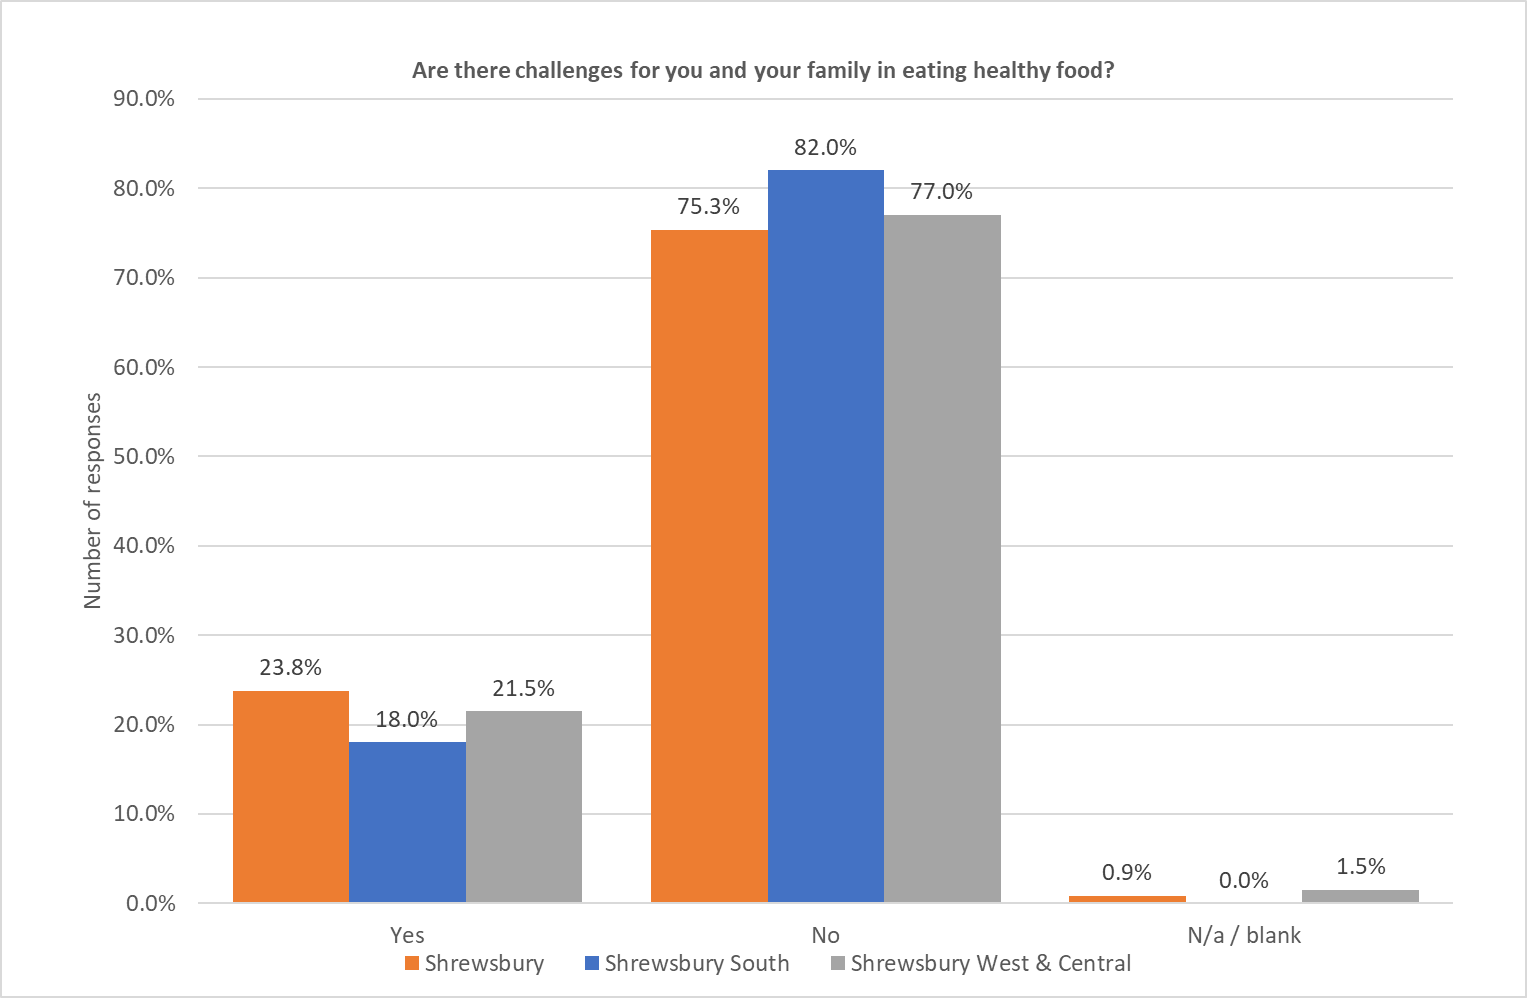 Are there challenges for you and your family in eating healthy food?
90.0%
80.0%
70.0%
60.0%
50.0%
40.0%
30.0%
20.0%
10.0%
0.0%
Number of responses
23.8%
18.0%
21.5%
75.3%
82.0%
77.0%
0.9%
0.0%
1.5%
Yes
No
N/a / blank
Shrewsbury
Shrewsbury South
Shrewsbury West & Central